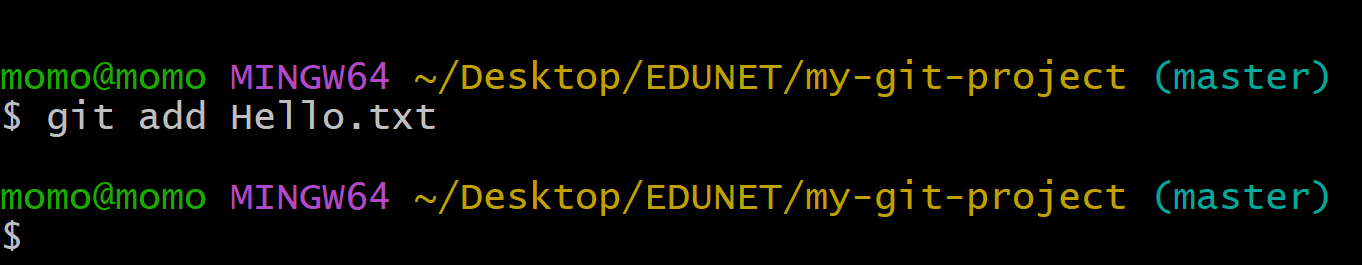 momo@momo MINGW64 ~/Desktop/EDUNET/my-git-project (master)
$ git add Hello.txt
momo@momo MINGW64 ~/Desktop/EDUNET/my-git-project (master)
$